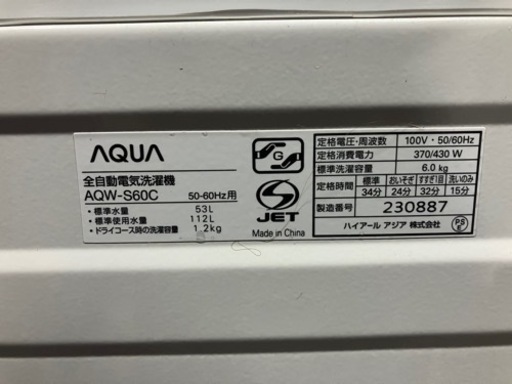 AQUA
全自動電気洗濯機
AQW-S60C 50-60Hz用
・標準水量 53L
・標準使用水量 112L
・ドライコース時の洗濯容量 1.2kg
G
S
JET
Made in China
定格電圧・周波数 100V・50/60Hz
定格消費電力 370/430 W
標準洗濯容量 6.0 kg
定格時間 標準 おいそぎ すすぎ1回 洗いのみ
34分 24分 32分 15分
製造番号 230887
ハイアール アジア 株式会社
PS
E